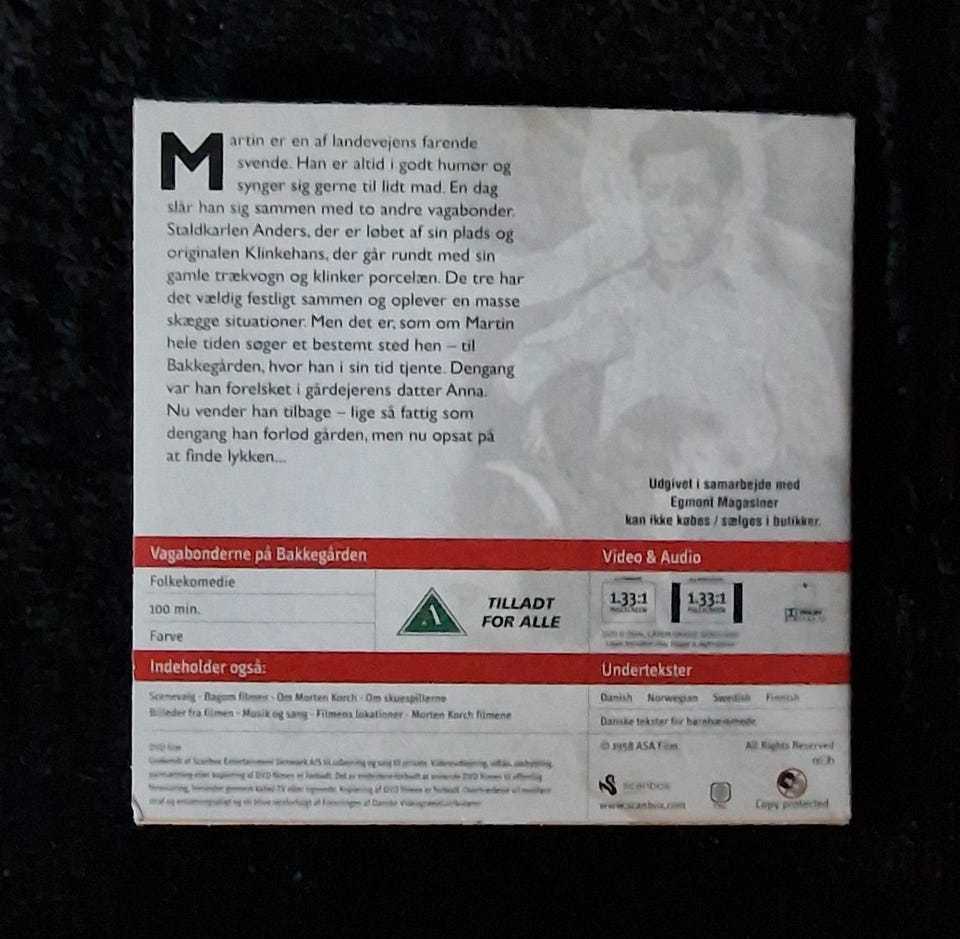 Martin er en af landevejens farende
svende. Han er altid i godt humør og
synger sig gerne til lidt mad. En dag
slår han sig sammen med to andre vagabonder.
Staldkarlen Anders, der er løbet af sin plads og
originalen Klinkehans, der går rundt med sin
gamle trækvogn og klinker porcelæn. De tre har
det vældig festligt sammen og oplever en masse
skægge situationer. Men det er, som om Martin
hele tiden søger et bestemt sted hen – til
Bakkegården, hvor han i sin tid tjente. Dengang
var han forelsket i gårdejerens datter Anna.
Nu vender han tilbage – lige så fattig som
dengang han forlod gården, men nu opsat på
at finde lykken...
Udgivet i samarbejde med
Egmont Magasiner
kan ikke købes / sælges i butikker.
Vagabonderne på Bakkegården
Folkekomedie
100 min.
Farve
A
TILLADT
FOR ALLE
Video & Audio
1.33:1
FULLSCREEN
1.33:1
FULLSCREEN
Indeholder også:
Scenevalg - Bagom filmen - Om Morten Korch - Om skuespillerne
Billeder fra filmen - Musik og sang - Filmens lokationer - Morten Korch filmene
Undertekster
Danish Norwegian Swedish Finnish
Danske tekster for hørehæmmede
© 1958 ASA Film All Rights Reserved
scanbox
www.scanbox.com
Copy protected
DVD film